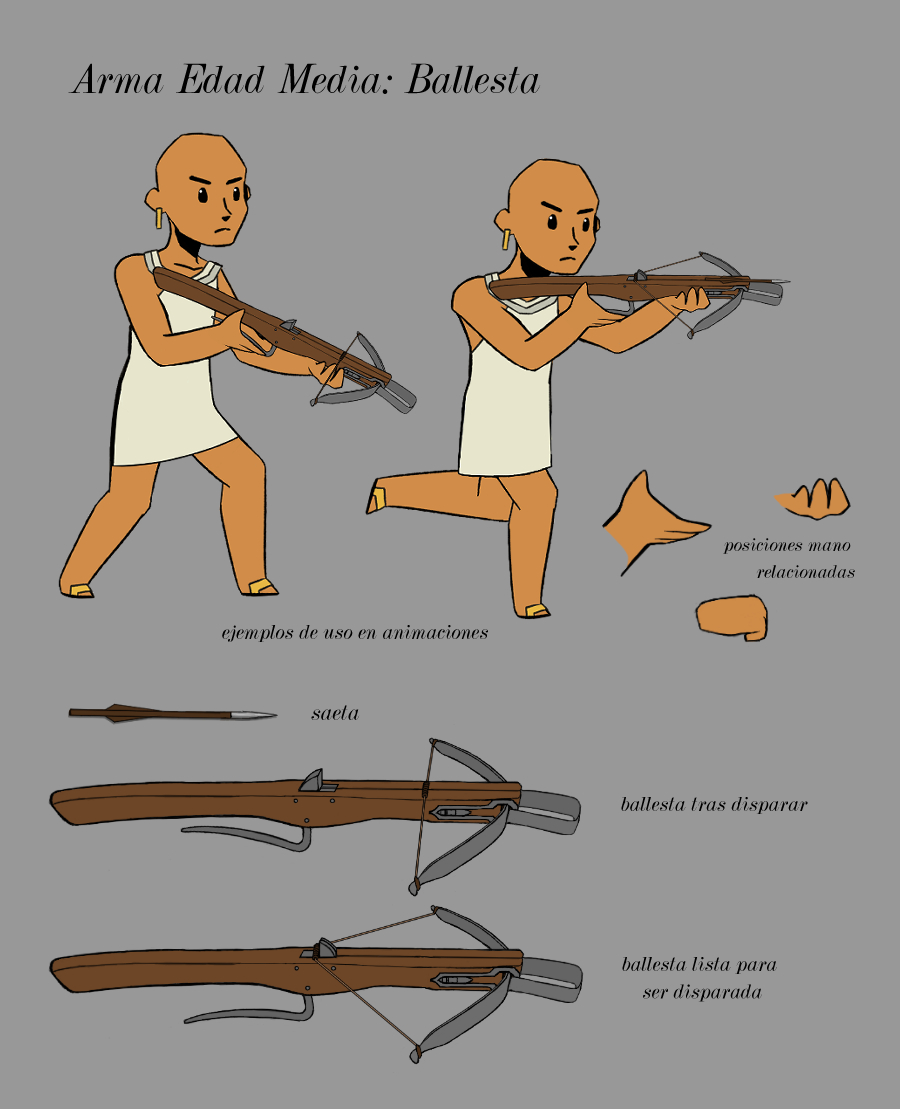 Arma Edad Media: Ballesta
posiciones mano
relacionadas
ejemplos de uso en animaciones
saeta
ballesta tras disparar
ballesta lista para
ser disparada